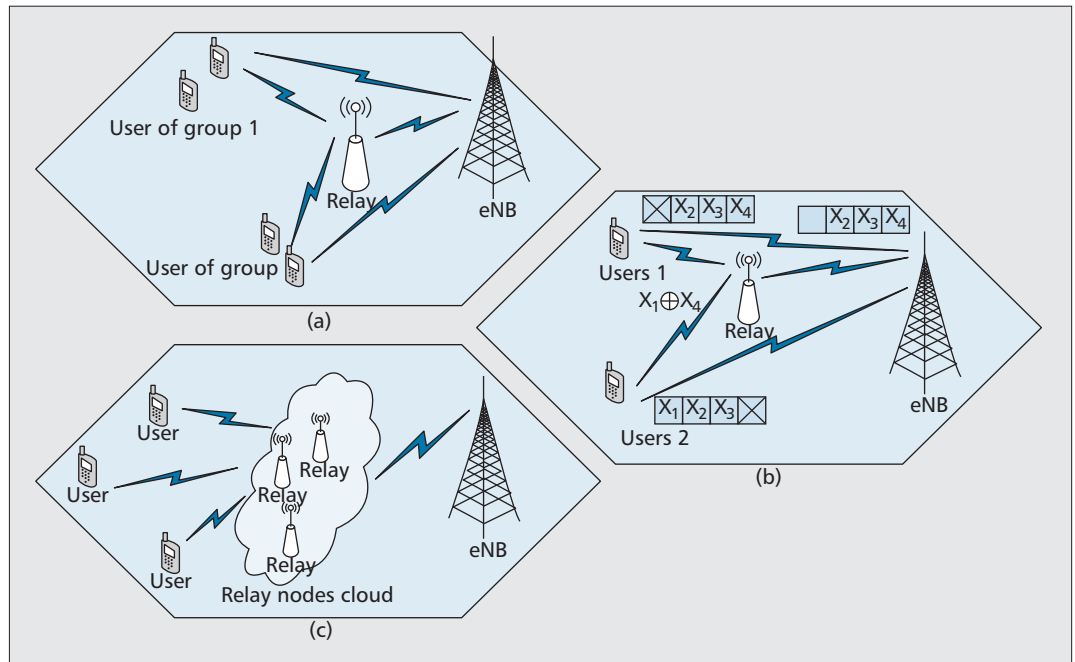 User of group 1
Relay
eNB
User of group
(a)
X₂ X₃ X₄
X₂ X₃ X₄
Users 1
X₁⊕X₄
Relay
X₁ X₂ X₃
Users 2
eNB
(b)
User
Relay
User
Relay
User
Relay
eNB
Relay nodes cloud
(c)